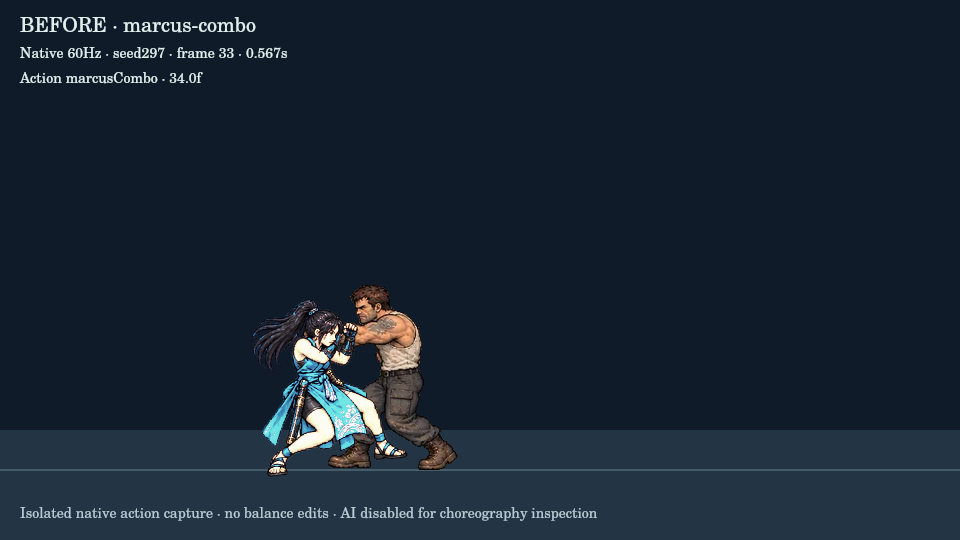 BEFORE · marcus-combo
Native 60Hz · seed297 · frame 33 · 0.567s
Action marcusCombo · 34.0f
Isolated native action capture · no balance edits · AI disabled for choreography inspection